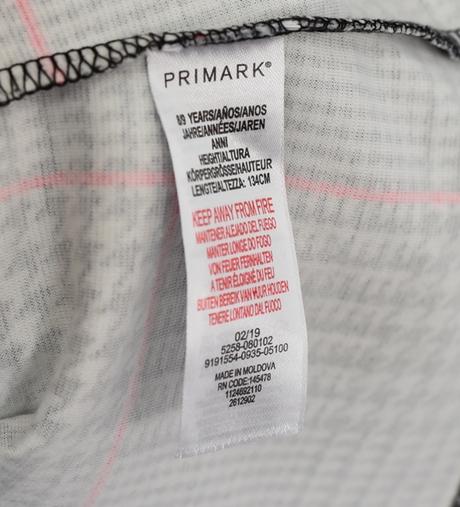 PRIMARK®
8/9 YEARS/AÑOS/ANOS
JAHRE/ANNÉES/JAREN
ANNI
HEIGHT/ALTURA
KÖRPERGRÖSSE/HAUTEUR
LENGTE/ALTEZZA: 134CM
KEEP AWAY FROM FIRE
MANTENER ALEJADO DEL FUEGO
MANTER LONGE DO FOGO
VON FEUER FERNHALTEN
A TENIR ÉLOIGNÉ DU FEU
BUITEN BEREIK VAN VUUR HOUDEN
TENERE LONTANO DAL FUOCO
02/19
5258-080102
9191554-0935-05100
MADE IN MOLDOVA
RN CODE:145478
1124692110
2612902